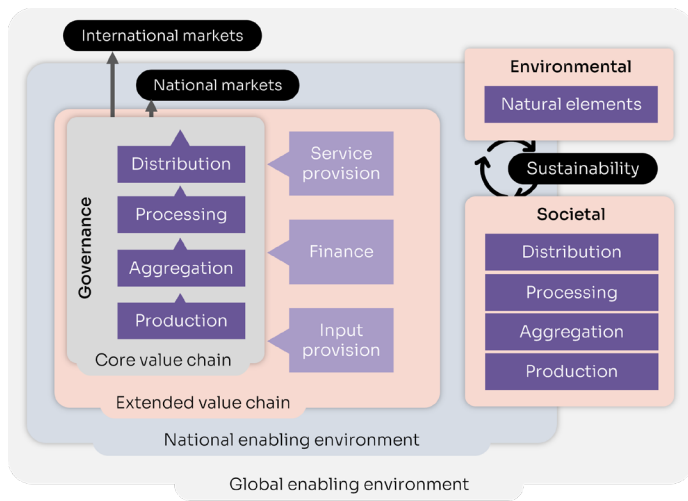 International markets
National markets
Governance
Distribution
Processing
Aggregation
Production
Core value chain
Service
provision
Finance
Input
provision
Extended value chain
National enabling environment
Global enabling environment
Environmental
Natural elements
Sustainability
Societal
Distribution
Processing
Aggregation
Production